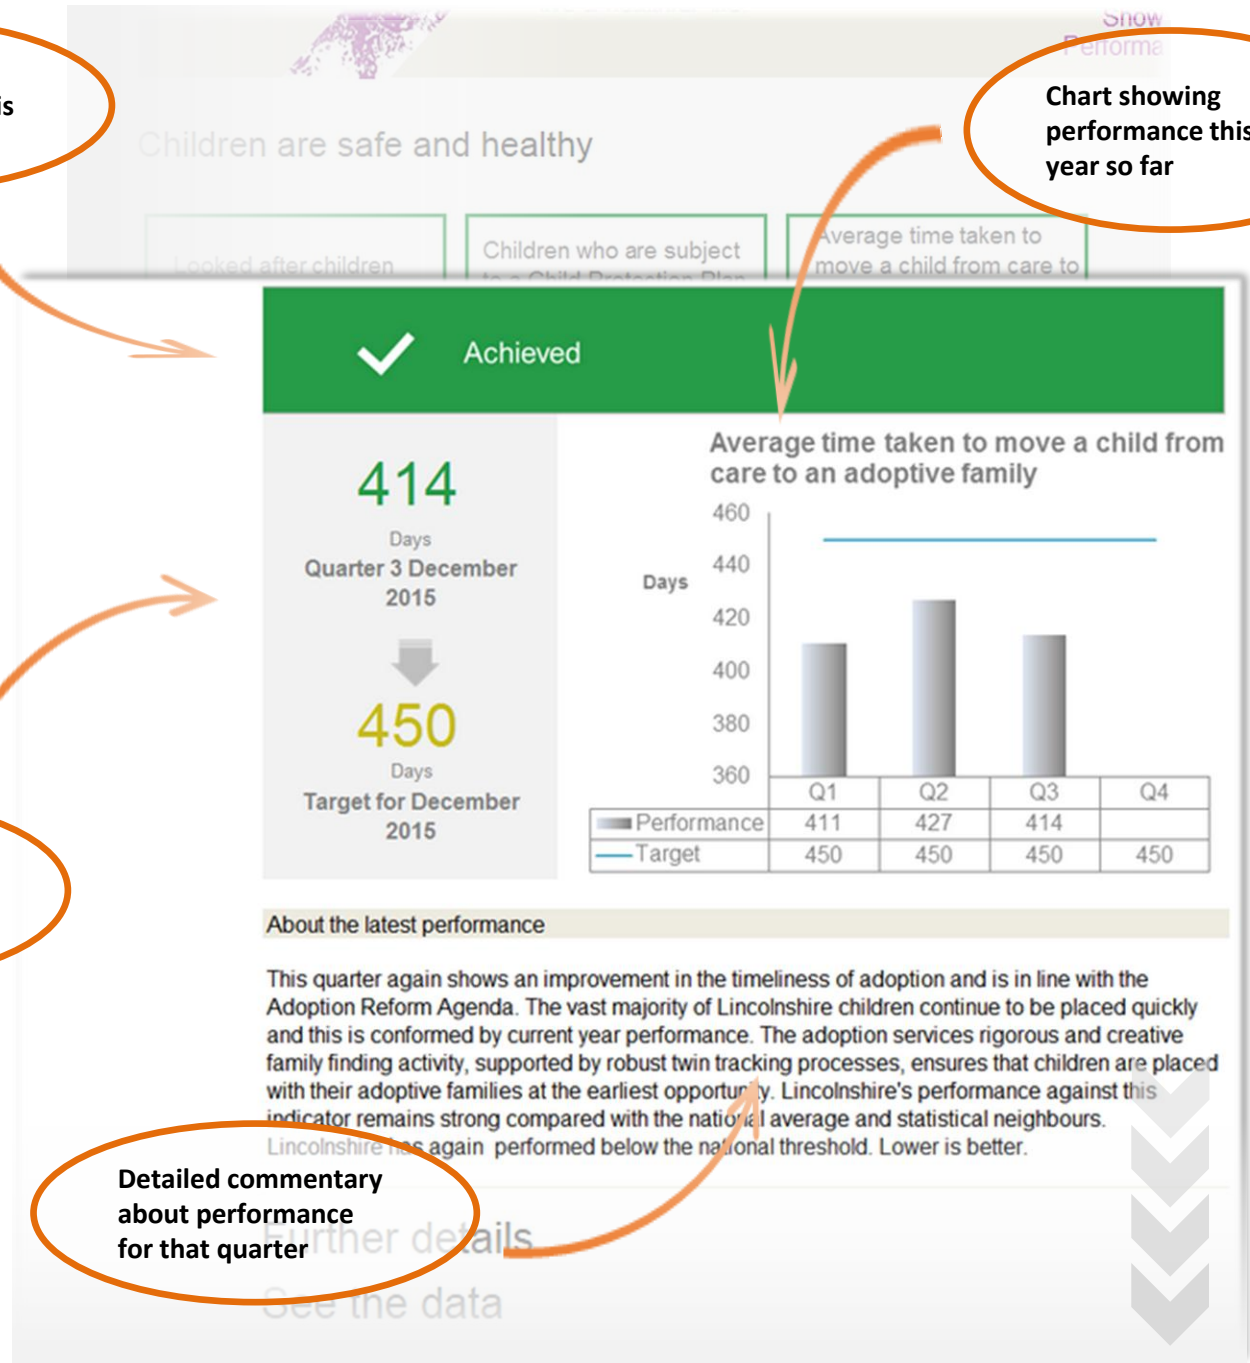 Show
Performa
is
Chart showing
performance this
year so far
Children are safe and healthy
Looked after children
Children who are subject
to a Child Protection Plan
Average time taken to
move a child from care to
Achieved
414
Days
Quarter 3 December
2015
450
Days
Target for December
2015
Average time taken to move a child from
care to an adoptive family
Days
460
440
420
400
380
360
Q1 Q2 Q3 Q4
Performance 411 427 414
Target 450 450 450 450
About the latest performance
This quarter again shows an improvement in the timeliness of adoption and is in line with the
Adoption Reform Agenda. The vast majority of Lincolnshire children continue to be placed quickly
and this is conformed by current year performance. The adoption services rigorous and creative
family finding activity, supported by robust twin tracking processes, ensures that children are placed
with their adoptive families at the earliest opportunity. Lincolnshire's performance against this
indicator remains strong compared with the national average and statistical neighbours.
Lincolnshire has again performed below the national threshold. Lower is better.
Detailed commentary
about performance
for that quarter
Further details
See the data